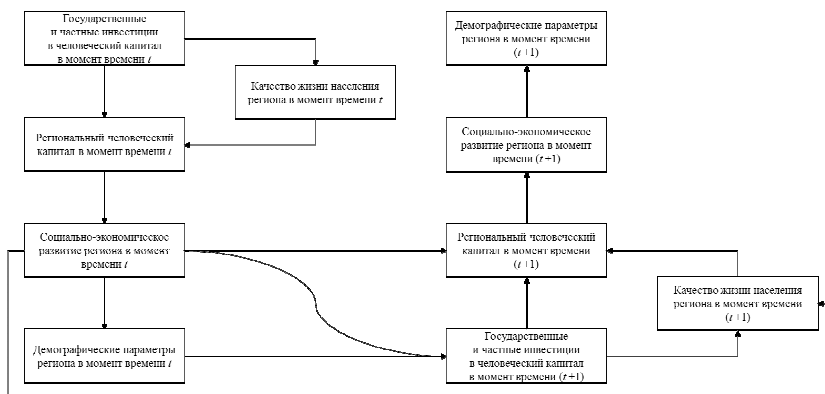 Государственные
и частные инвестиции
в человеческий капитал
в момент времени t
Качество жизни населения
региона в момент времени t
Региональный человеческий
капитал в момент времени t
Социально-экономическое
развитие региона в момент
времени t
Демографические параметры
региона в момент времени t
Демографические параметры
региона в момент времени
(t +1)
Социально-экономическое
развитие региона в момент
времени (t +1)
Региональный человеческий
капитал в момент времени
(t +1)
Качество жизни населения
региона в момент времени
(t +1)
Государственные
и частные инвестиции
в человеческий капитал
в момент времени (t +1)